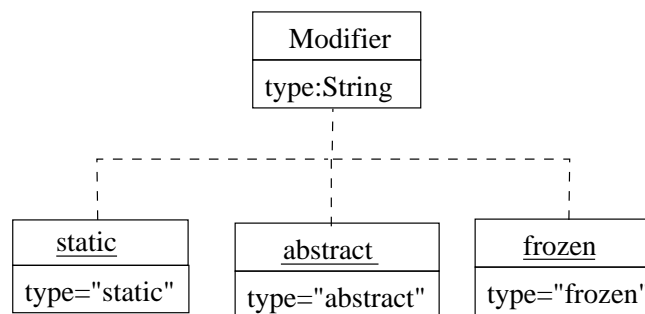 Modifier
type:String
static
type="static"
abstract
type="abstract"
frozen
type="frozen"